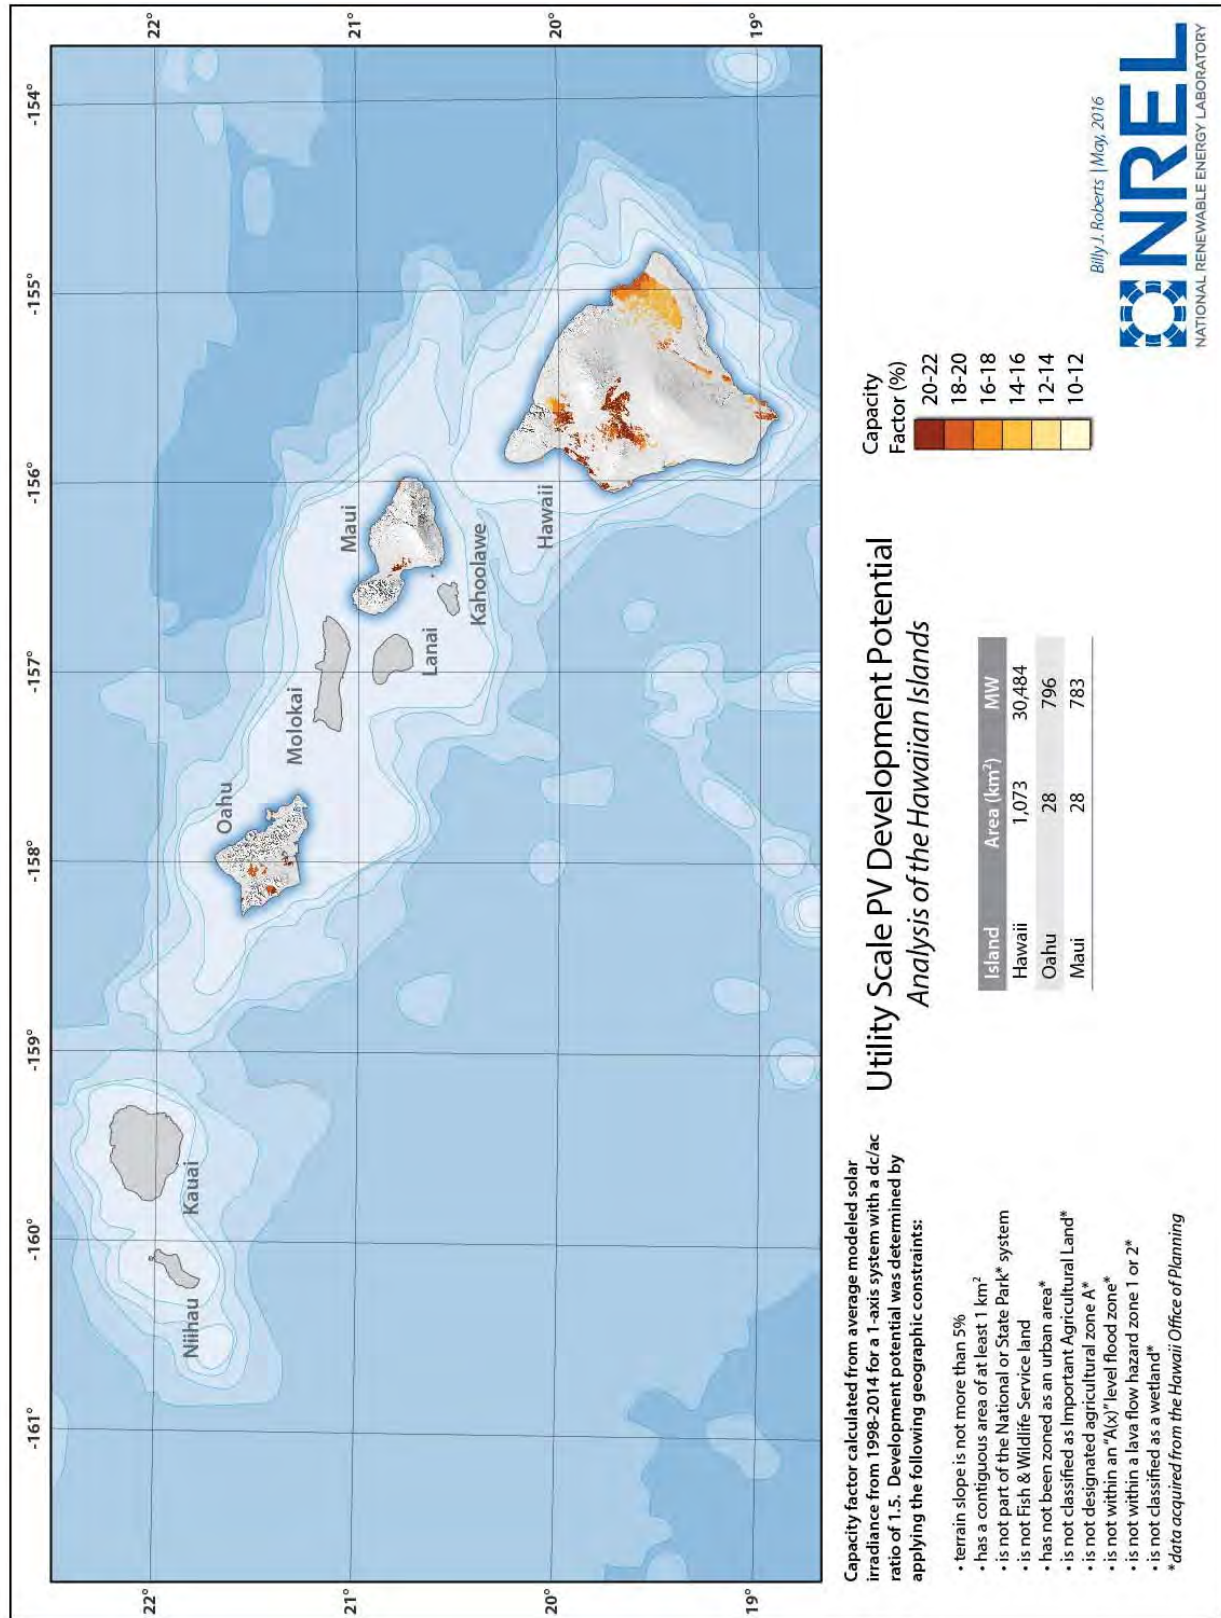 -161°
-160°
-159°
-158°
-157°
-156°
-155°
-154°
22°
22°
21°
21°
20°
20°
19°
19°
Niihau
Kauai
Oahu
Molokai
Lanai
Maui
Kahoolawe
Hawaii
Capacity factor calculated from average modeled solar
irradiance from 1998-2014 for a 1-axis system with a dc/ac
ratio of 1.5. Development potential was determined by
applying the following geographic constraints:
• terrain slope is not more than 5%
• has a contiguous area of at least 1 km²
• is not part of the National or State Park* system
• is not Fish & Wildlife Service land
• has not been zoned as an urban area*
• is not classified as Important Agricultural Land*
• is not designated agricultural zone A*
• is not within an "A(x)" level flood zone*
• is not within a lava flow hazard zone 1 or 2*
• is not classified as a wetland*
*data acquired from the Hawaii Office of Planning
Utility Scale PV Development Potential
Analysis of the Hawaiian Islands
Island Area (km²) MW
Hawaii 1,073 30,484
Oahu 28 796
Maui 28 783
Capacity
Factor (%)
20-22
18-20
16-18
14-16
12-14
10-12
Billy J. Roberts | May, 2016
NREL
NATIONAL RENEWABLE ENERGY LABORATORY